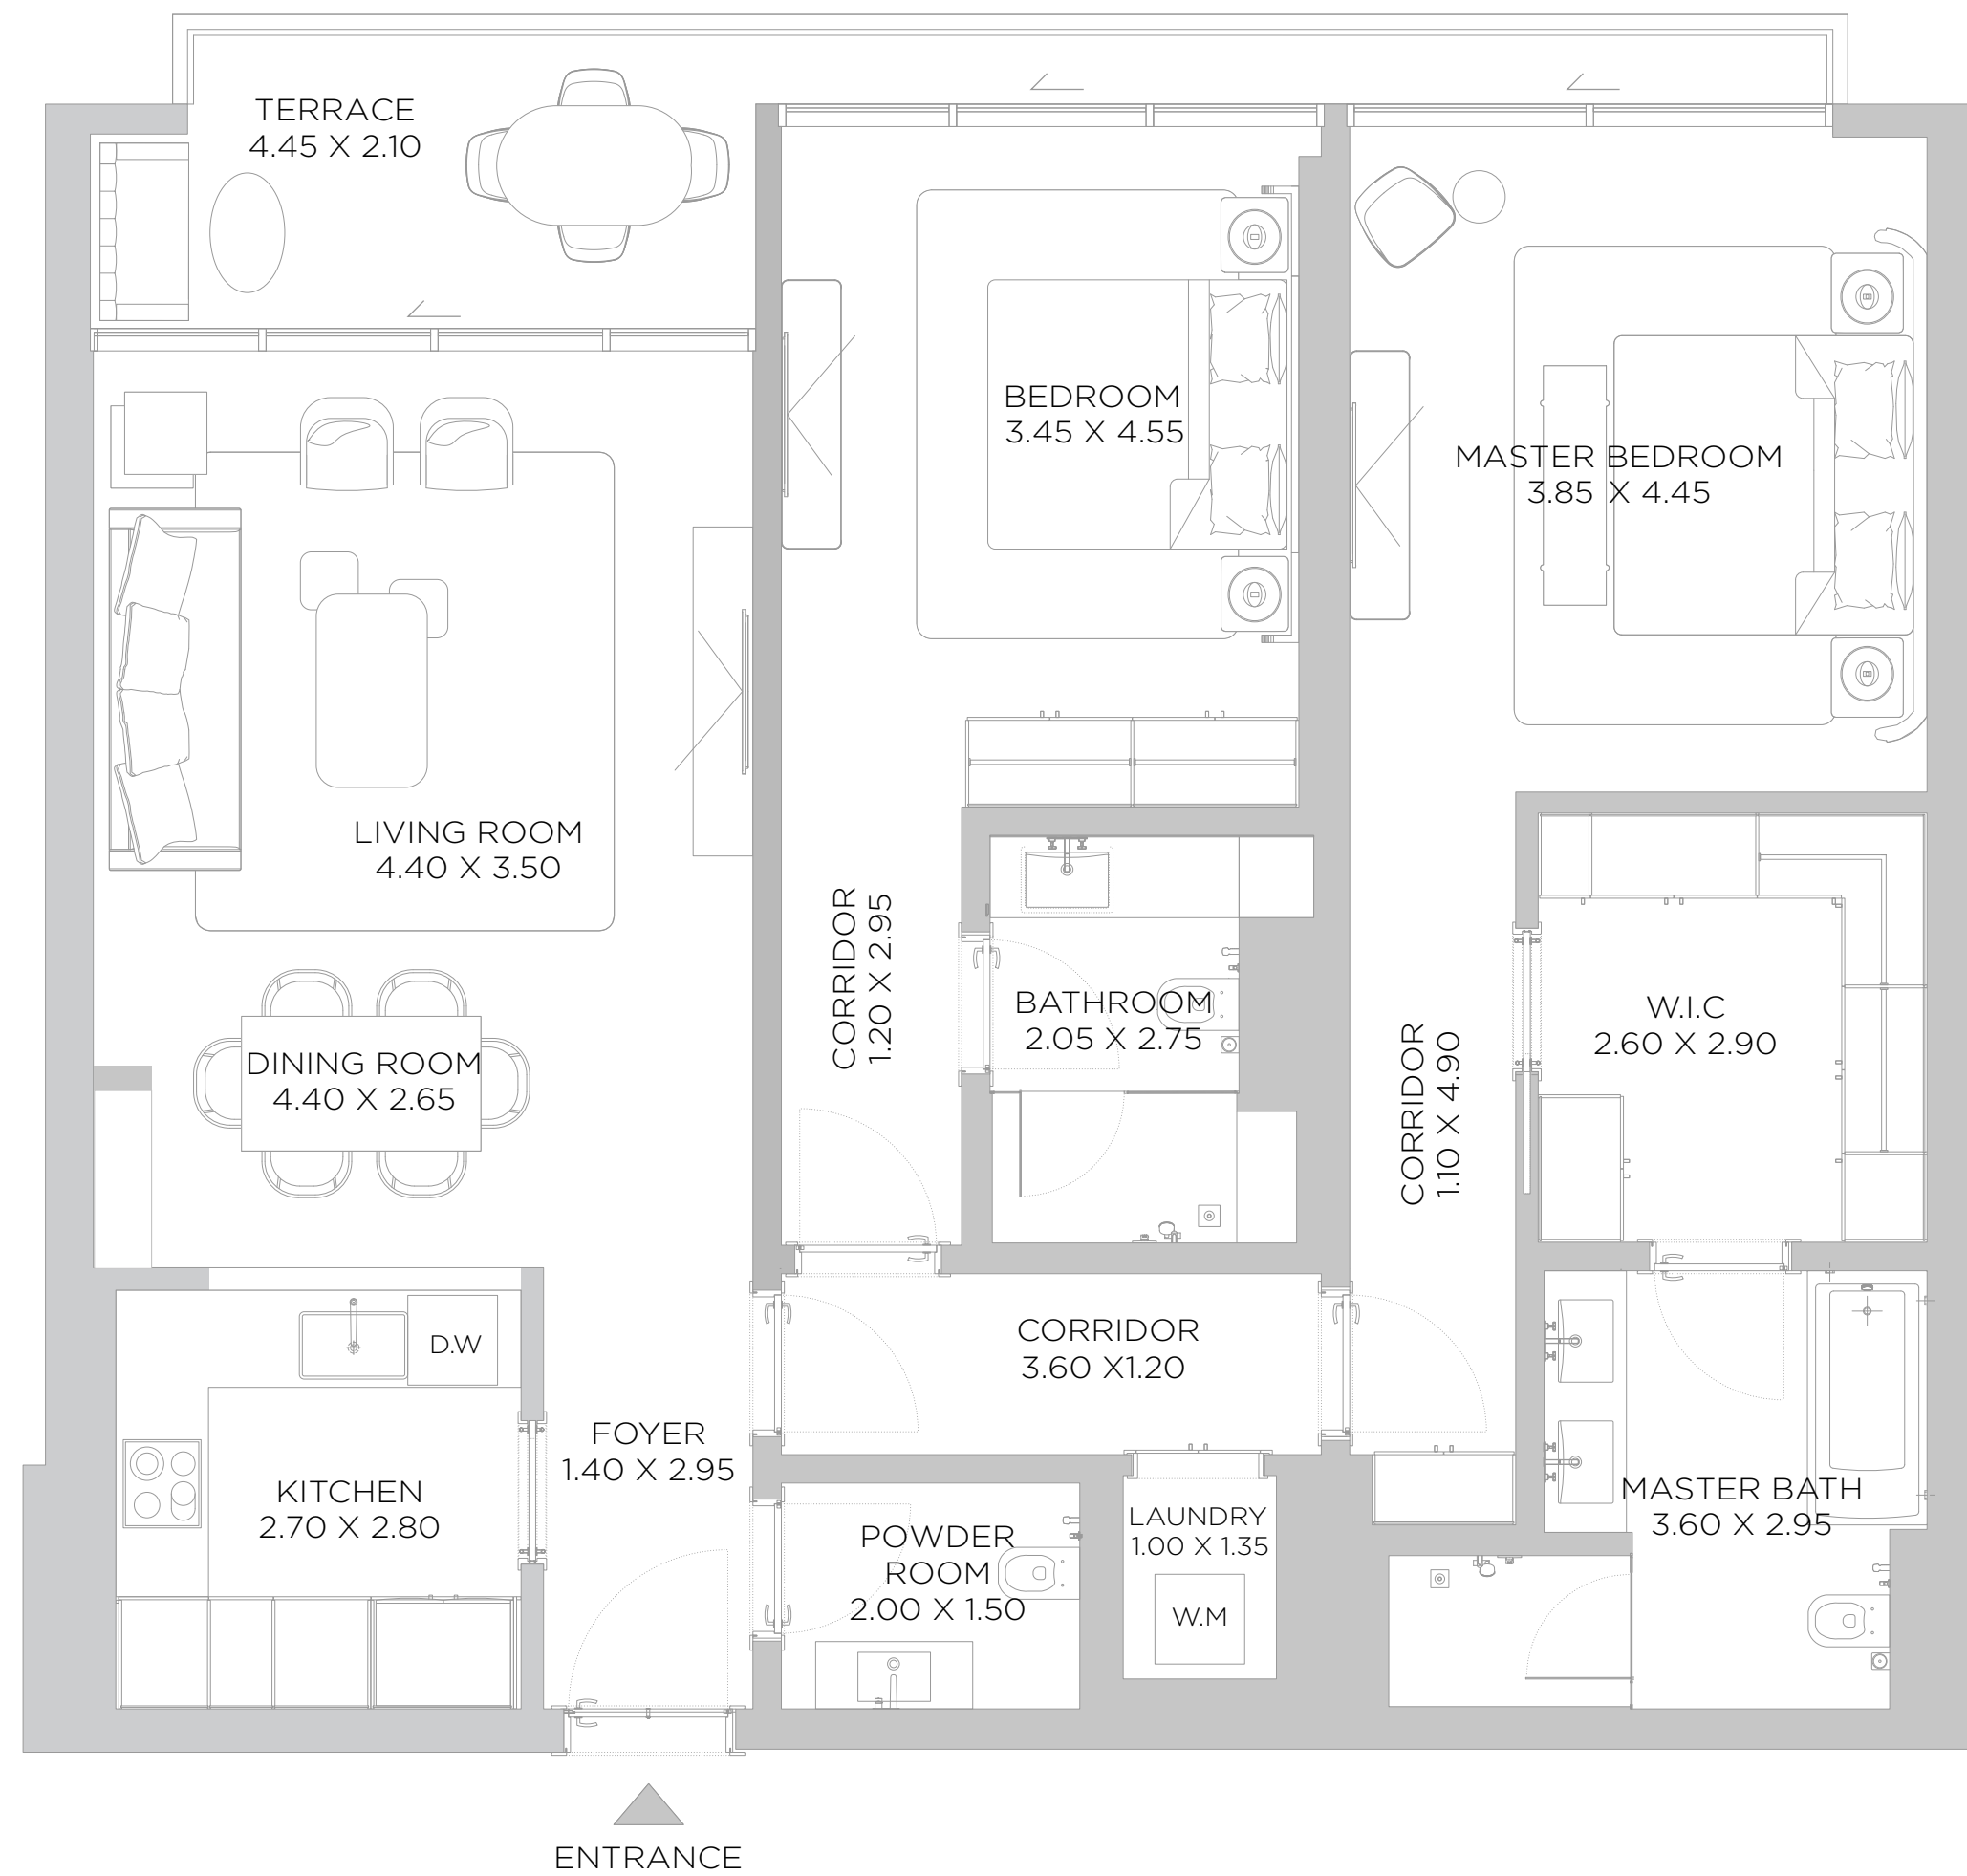 TERRACE
4.45 X 2.10
BEDROOM
3.45 X 4.55
MASTER BEDROOM
3.85 X 4.45
LIVING ROOM
4.40 X 3.50
CORRIDOR
1.20 X 2.95
BATHROOM
2.05 X 2.75
W.I.C
2.60 X 2.90
DINING ROOM
4.40 X 2.65
CORRIDOR
1.10 X 4.90
CORRIDOR
3.60 X1.20
D.W
FOYER
1.40 X 2.95
KITCHEN
2.70 X 2.80
MASTER BATH
3.60 X 2.95
LAUNDRY
1.00 X 1.35
POWDER
ROOM
2.00 X 1.50
W.M
ENTRANCE